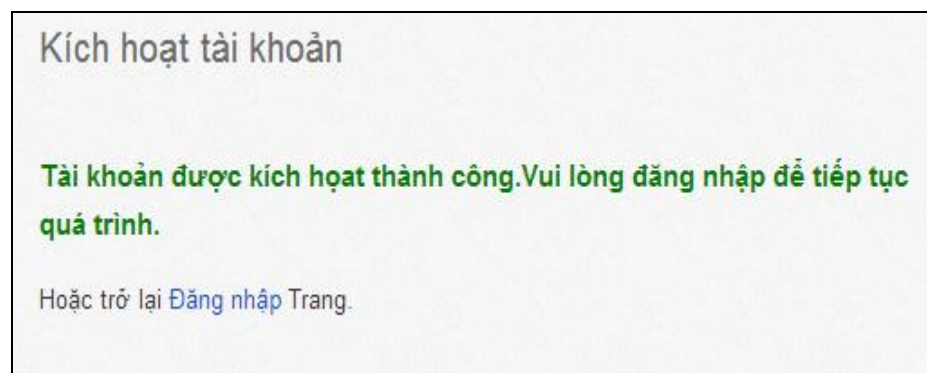 Kích hoạt tài khoản
Tài khoản được kích họat thành công.Vui lòng đăng nhập để tiếp tục
quá trình.
Hoặc trở lại Đăng nhập Trang.